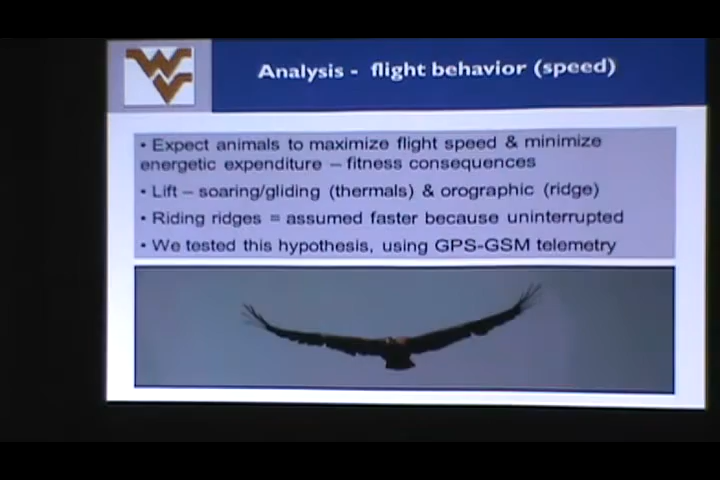 Analysis - flight behavior (speed)
• Expect animals to maximize flight speed & minimize
energetic expenditure – fitness consequences
• Lift – soaring/gliding (thermals) & orographic (ridge)
• Riding ridges = assumed faster because uninterrupted
• We tested this hypothesis, using GPS-GSM telemetry